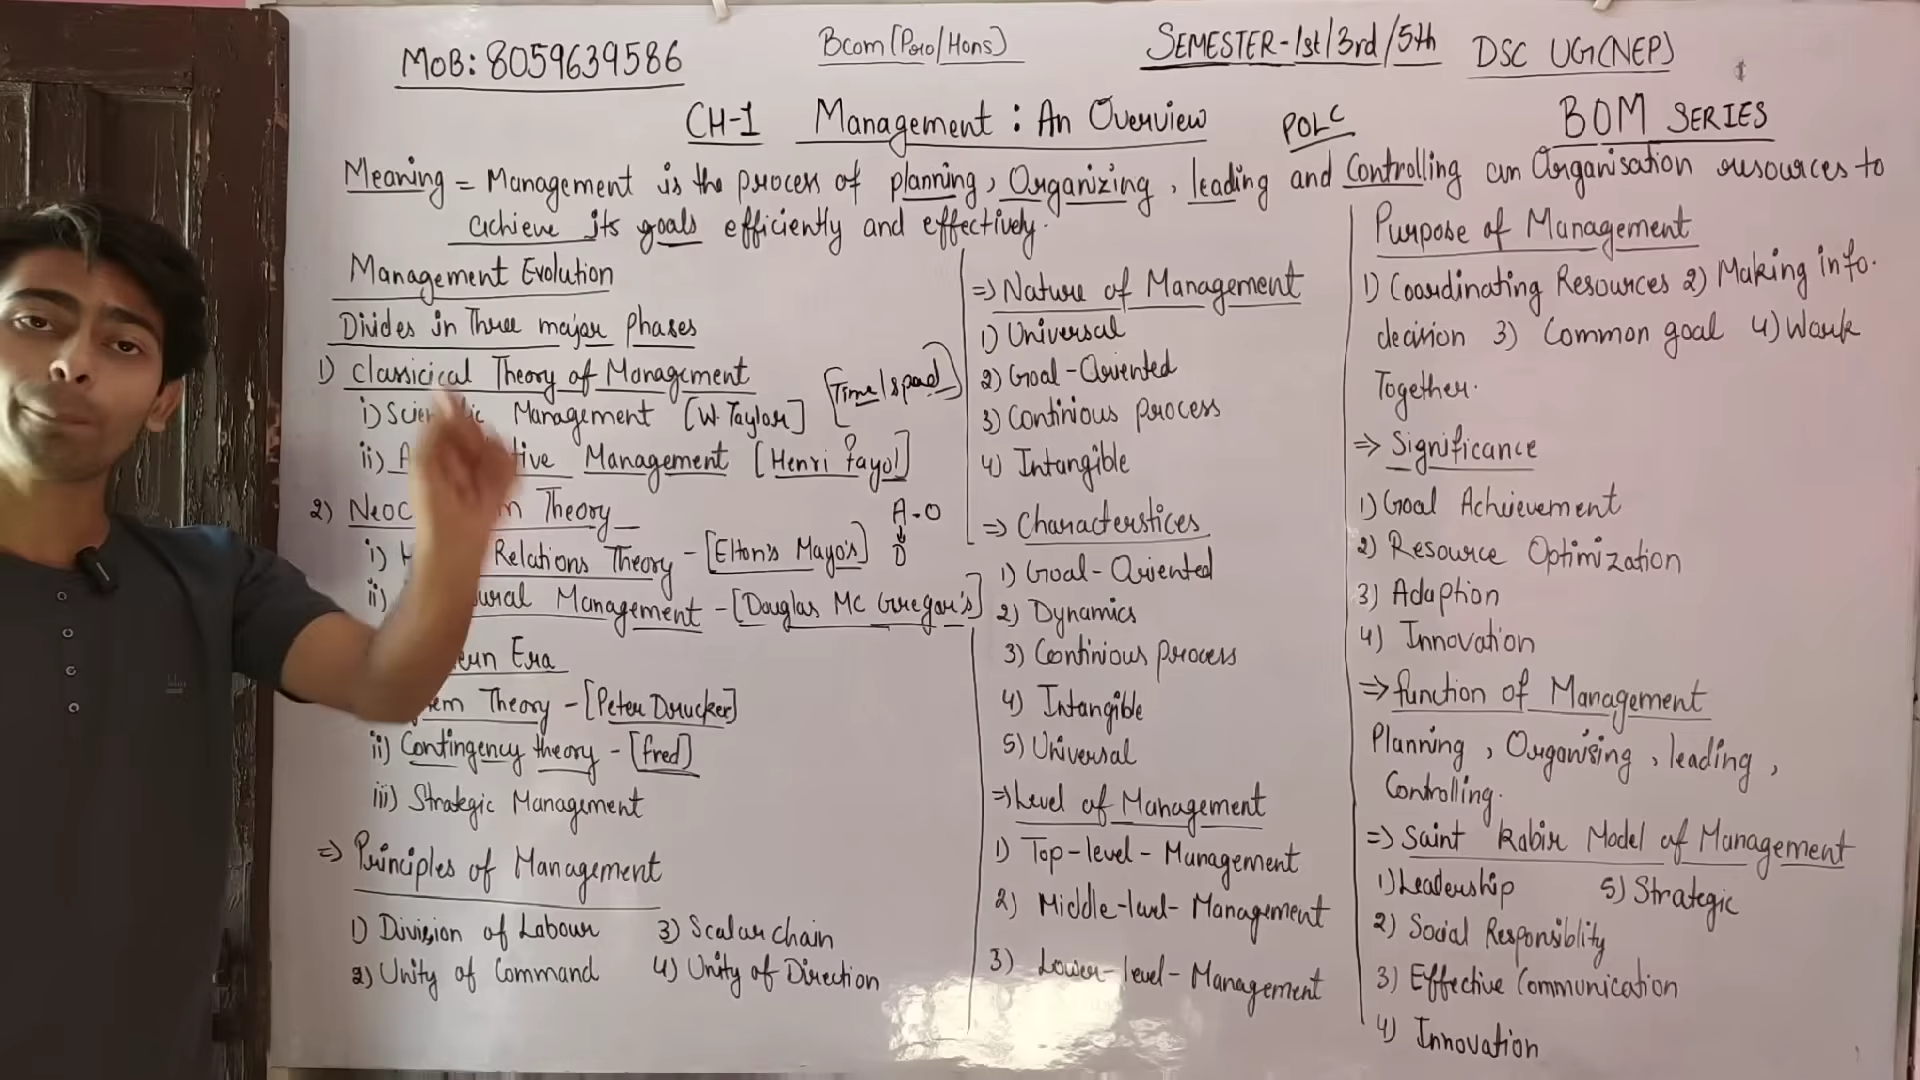 MOB: 8059639586
Bcom (Pro/Hons)
SEMESTER-1st/3rd/5th
DSC UG(NEP)
CH-1 Management : An Overview
POLC
BOM SERIES
Meaning = Management is the process of planning, Organizing, leading and Controlling an Organisation resources to
achieve its goals efficiently and effectively.
Management Evolution
Divides in Three major Phases
1) Classicical Theory of Management
i) Management [W. Taylor]
[Time/
ii) Management [Henri fayol]
2) Theory
A-O
D
i) Relations Theory - [Elton's Mayo's]
ii) Management - [Douglas MC Gregor's]
Era
Theory - [Peter Drucker]
ii) Contingency theory - [fred]
iii) Strategic Management
=> Principles of Management
1) Division of Labour 3) Scalar chain
2) Unity of Command 4) Unity of Direction
=> Nature of Management
1) Universal
2) Goal-Oriented
3) Continious process
4) Intangible
=> Characterstices
1) Goal-Oriented
2) Dynamics
3) Continious process
4) Intangible
5) Universal
=> Level of Management
1) Top-level-Management
2) Middle-level-Management
3) Lower-level-Management
Purpose of Management
1) Coordinating Resources 2) Making info.
decision 3) Common goal 4) Work
Together.
=> Significance
1) Goal Achievement
2) Resource Optimization
3) Adaption
4) Innovation
=> function of Management
Planning, Organising, leading,
Controlling.
=> Saint Kabir Model of Management
1) Leadership 5) Strategic
2) Social Responsiblity
3) Effective Communication
4) Innovation